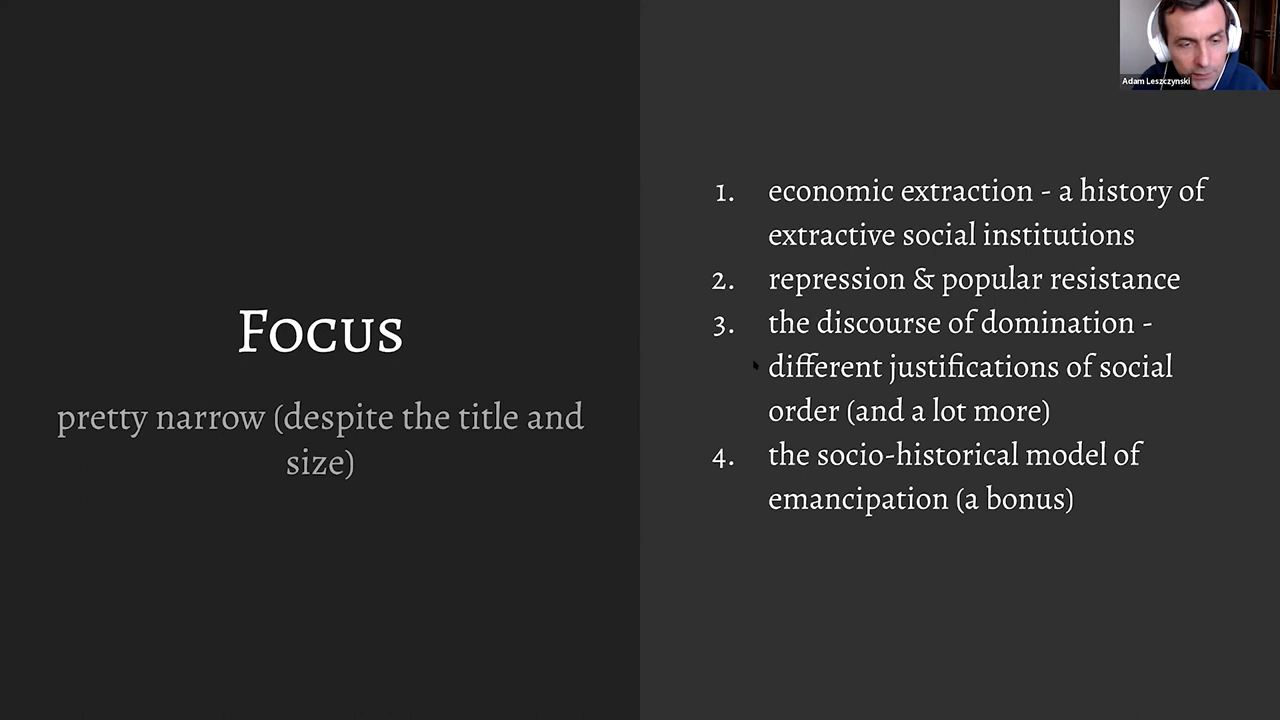 Adam Leszczynski
Focus
pretty narrow (despite the title and
size)
1. economic extraction - a history of
extractive social institutions
2. repression & popular resistance
3. the discourse of domination -
different justifications of social
order (and a lot more)
4. the socio-historical model of
emancipation (a bonus)